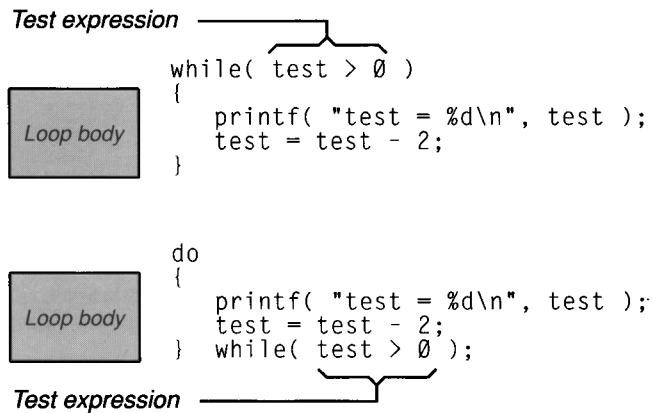 Test expression
while( test > Ø )
{
Loop body
printf( "test = %d\n", test );
test = test - 2;
}
do
{
Loop body
printf( "test = %d\n", test );
test = test - 2;
} while( test > Ø );
Test expression